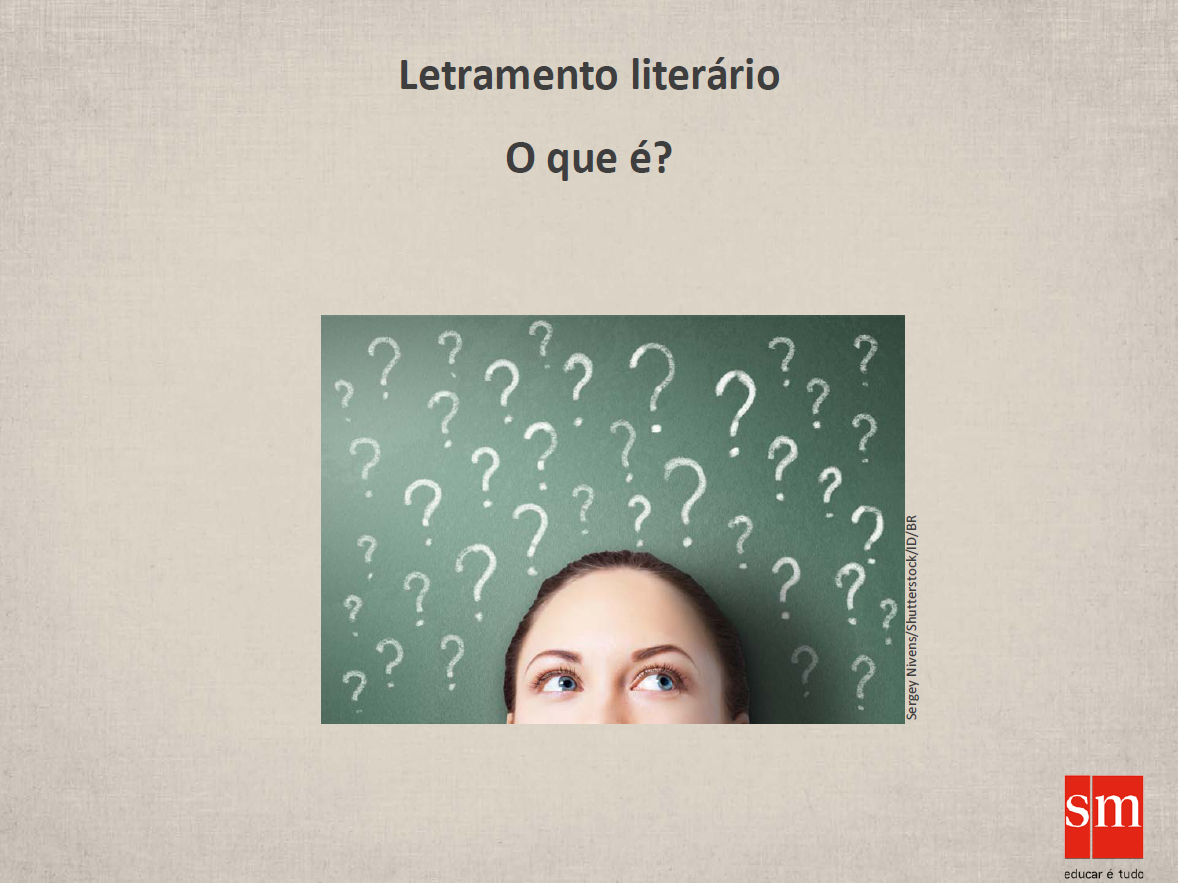 Letramento literário
O que é?
Sergey Nivens/Shutterstock/ID/BR
sm
educar é tudo